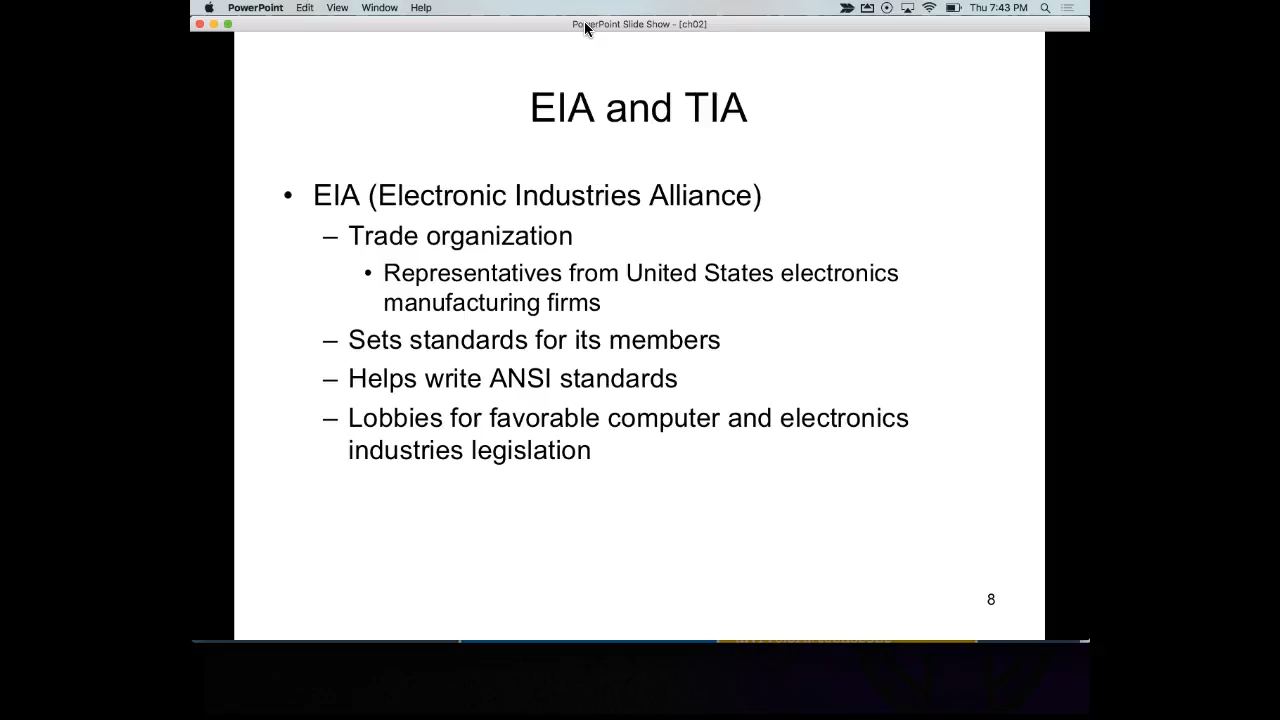 PowerPoint Edit View Window Help Thu 7:43 PM
PowerPoint Slide Show - [ch02]
EIA and TIA
• EIA (Electronic Industries Alliance)
– Trade organization
• Representatives from United States electronics
manufacturing firms
– Sets standards for its members
– Helps write ANSI standards
– Lobbies for favorable computer and electronics
industries legislation
8